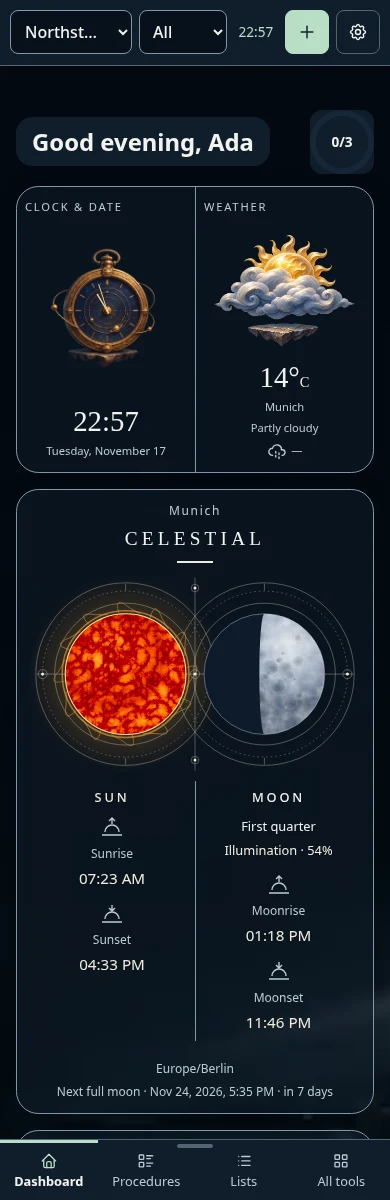 Northst...
All
22:57
Good evening, Ada
0/3
CLOCK & DATE
WEATHER
14°C
Munich
Partly cloudy
—
22:57
Tuesday, November 17
Munich
CELESTIAL
SUN
Sunrise
07:23 AM
Sunset
04:33 PM
MOON
First quarter
Illumination · 54%
Moonrise
01:18 PM
Moonset
11:46 PM
Europe/Berlin
Next full moon · Nov 24, 2026, 5:35 PM · in 7 days
Dashboard
Procedures
Lists
All tools